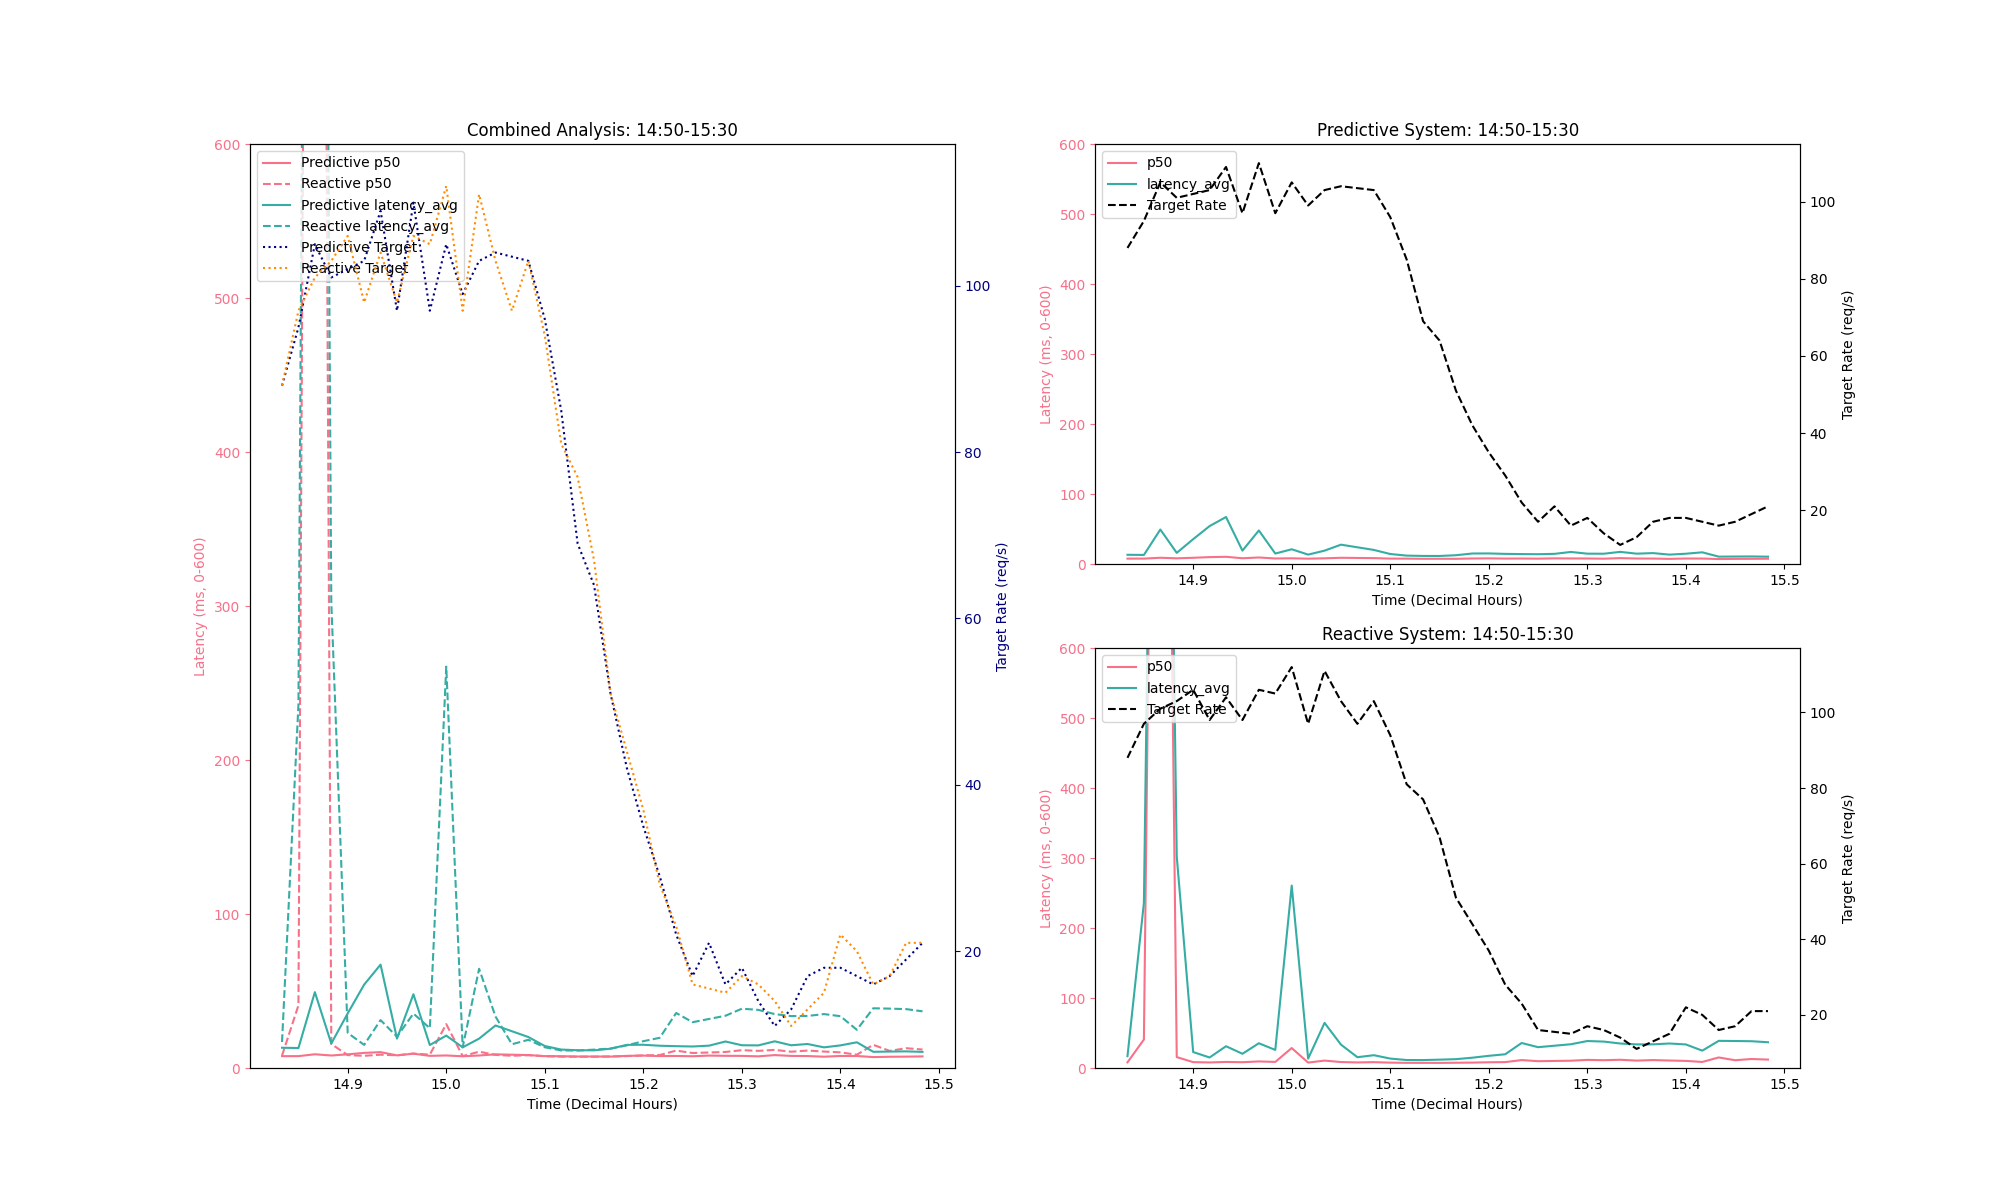 Combined Analysis: 14:50-15:30
600
500
400
300
200
100
0
Latency (ms, 0-600)
Predictive p50
Reactive p50
Predictive latency_avg
Reactive latency_avg
Predictive Target
Reactive Target
100
80
60
40
20
Target Rate (req/s)
14.9 15.0 15.1 15.2 15.3 15.4 15.5
Time (Decimal Hours)
Predictive System: 14:50-15:30
600
500
400
300
200
100
0
Latency (ms, 0-600)
p50
latency_avg
Target Rate
100
80
60
40
20
Target Rate (req/s)
14.9 15.0 15.1 15.2 15.3 15.4 15.5
Time (Decimal Hours)
Reactive System: 14:50-15:30
600
500
400
300
200
100
0
Latency (ms, 0-600)
p50
latency_avg
Target Rate
100
80
60
40
20
Target Rate (req/s)
14.9 15.0 15.1 15.2 15.3 15.4 15.5
Time (Decimal Hours)